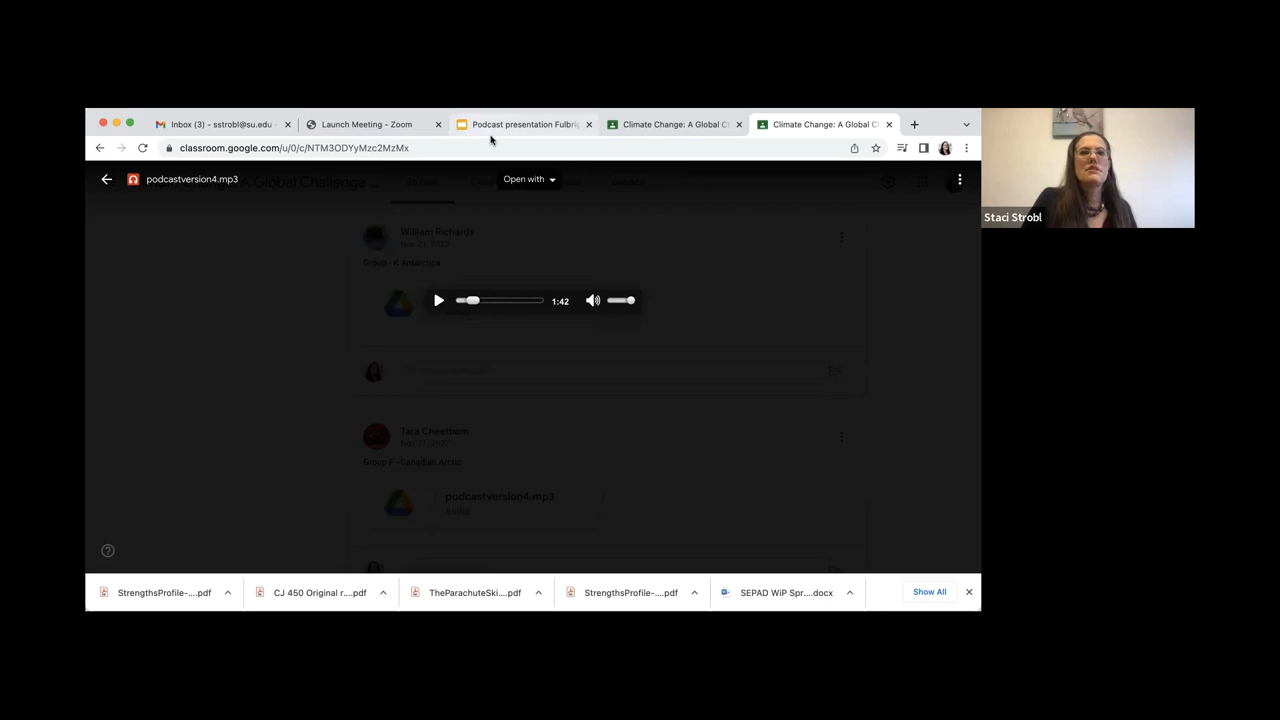 Inbox (3) - sstrobl@su.edu -
Launch Meeting - Zoom
Podcast presentation Fulbrig
Climate Change: A Global C
Climate Change: A Global C
classroom.google.com/u/0/c/NTM3ODYyMzc2MzMx
podcastversion4.mp3
Open with
Staci Strobl
William Richards
Group - K Antarctica
1:42
Tara Cheetham
Group F - Canadian Arctic
podcastversion4.mp3
Audio
StrengthsProfile-....pdf
CJ 450 Original r....pdf
TheParachuteSki....pdf
StrengthsProfile-....pdf
SEPAD WiP Spr....docx
Show All